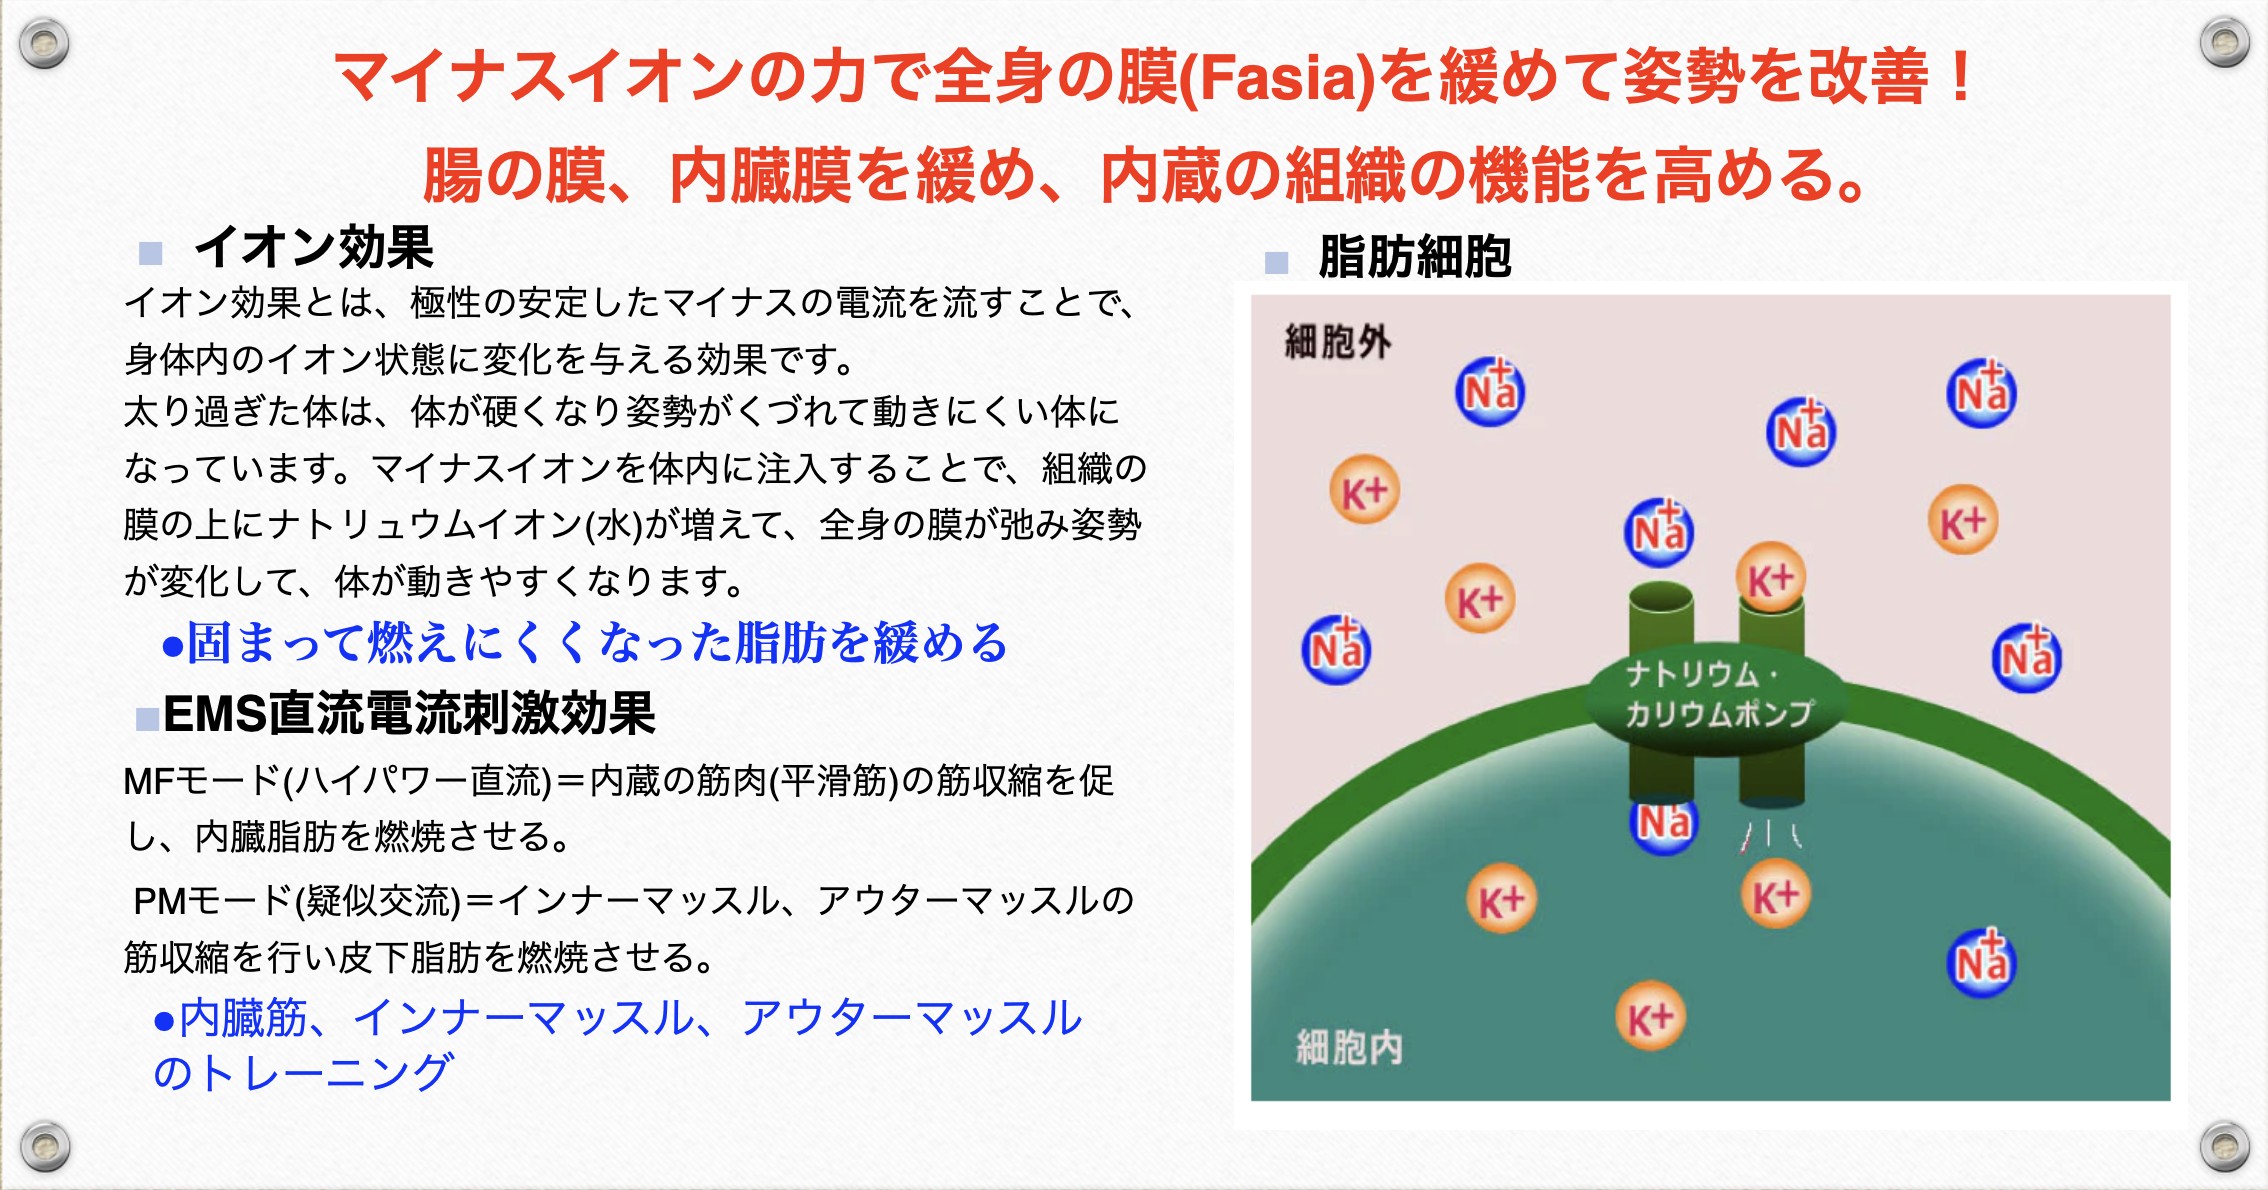 マイナスイオンの力で全身の膜(Fasia)を緩めて姿勢を改善！
腸の膜、内臓膜を緩め、内蔵の組織の機能を高める。
イオン効果
イオン効果とは、極性の安定したマイナスの電流を流すことで、
身体内のイオン状態に変化を与える効果です。
太り過ぎた体は、体が硬くなり姿勢がくづれて動きにくい体に
なっています。マイナスイオンを体内に注入することで、組織の
膜の上にナトリュウムイオン(水)が増えて、全身の膜が弛み姿勢
が変化して、体が動きやすくなります。
●固まって燃えにくくなった脂肪を緩める
EMS直流電流刺激効果
MFモード(ハイパワー直流)＝内蔵の筋肉(平滑筋)の筋収縮を促
し、内臓脂肪を燃焼させる。
PMモード(疑似交流)＝インナーマッスル、アウターマッスルの
筋収縮を行い皮下脂肪を燃焼させる。
●内臓筋、インナーマッスル、アウターマッスル
のトレーニング
脂肪細胞
細胞外
Na+
Na+
Na+
K+
K+
Na+
K+
K+
Na+
Na+
ナトリウム・
カリウムポンプ
Na+
K+
K+
Na+
K+
細胞内